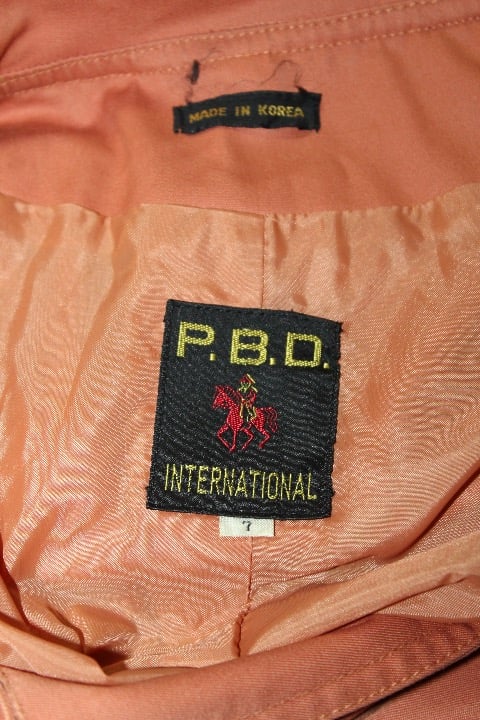 MADE IN KOREA
P.B.D.
INTERNATIONAL
7